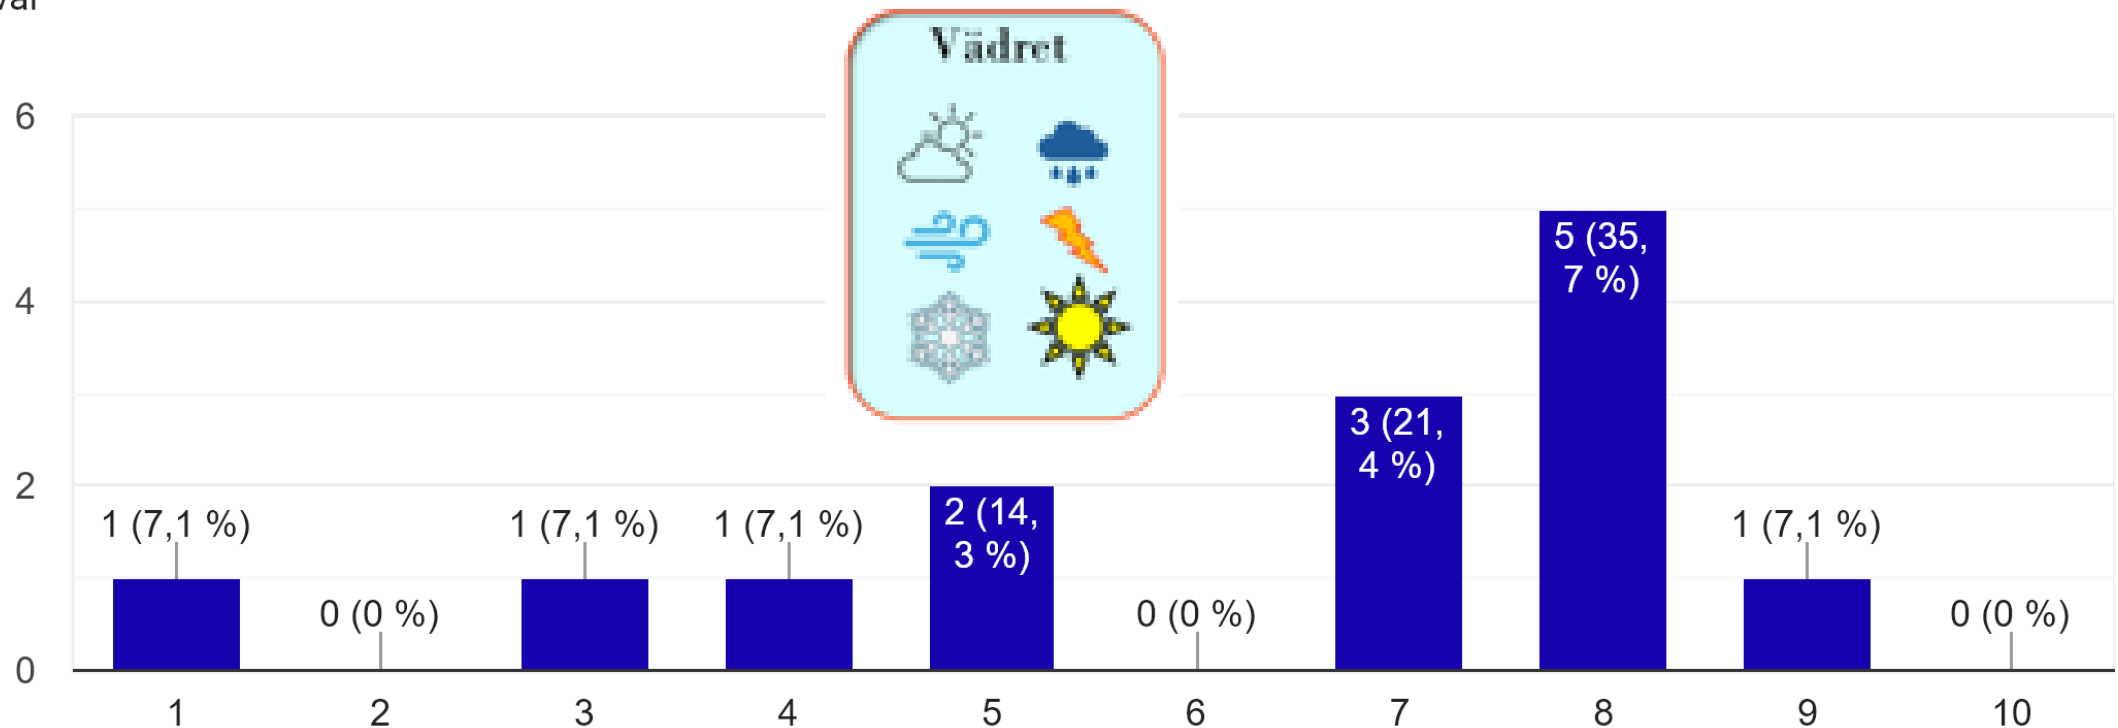 Vädret
6
4
2
0
1 (7,1 %)
0 (0 %)
1 (7,1 %)
1 (7,1 %)
2 (14,
3 %)
0 (0 %)
3 (21,
4 %)
5 (35,
7 %)
1 (7,1 %)
0 (0 %)
1 2 3 4 5 6 7 8 9 10